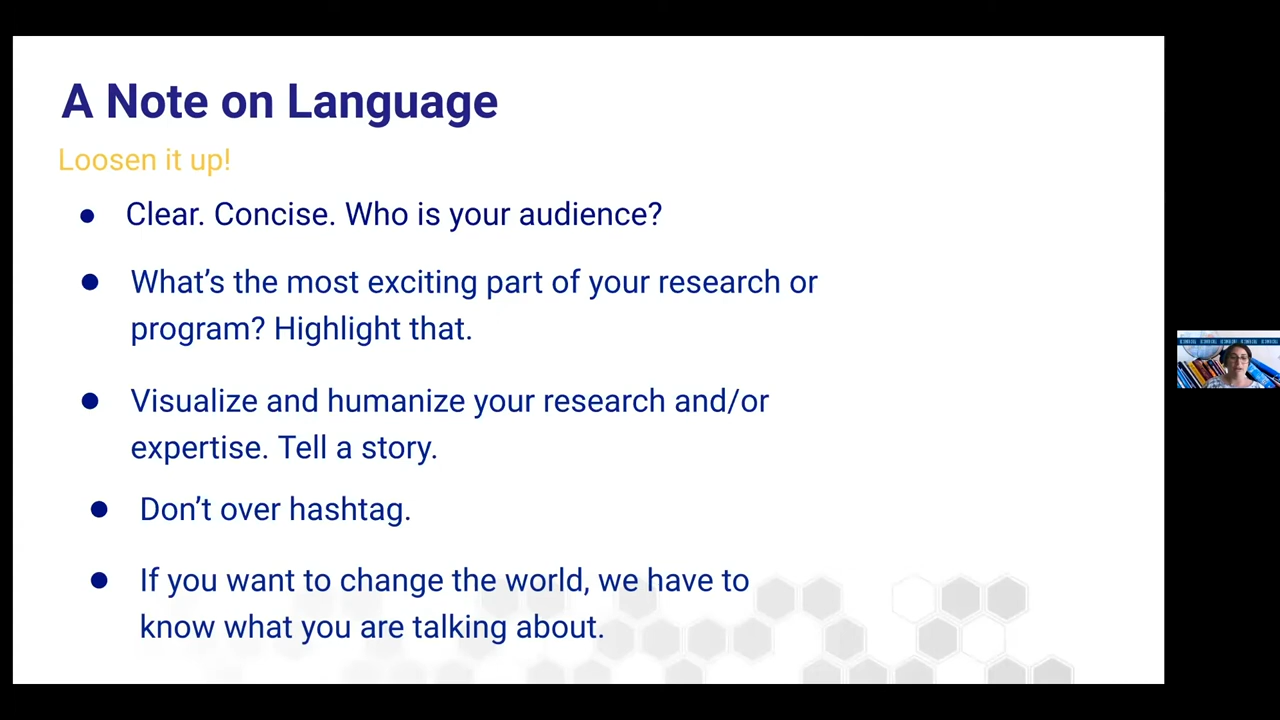 A Note on Language
Loosen it up!
● Clear. Concise. Who is your audience?
● What’s the most exciting part of your research or
program? Highlight that.
● Visualize and humanize your research and/or
expertise. Tell a story.
● Don’t over hashtag.
● If you want to change the world, we have to
know what you are talking about.